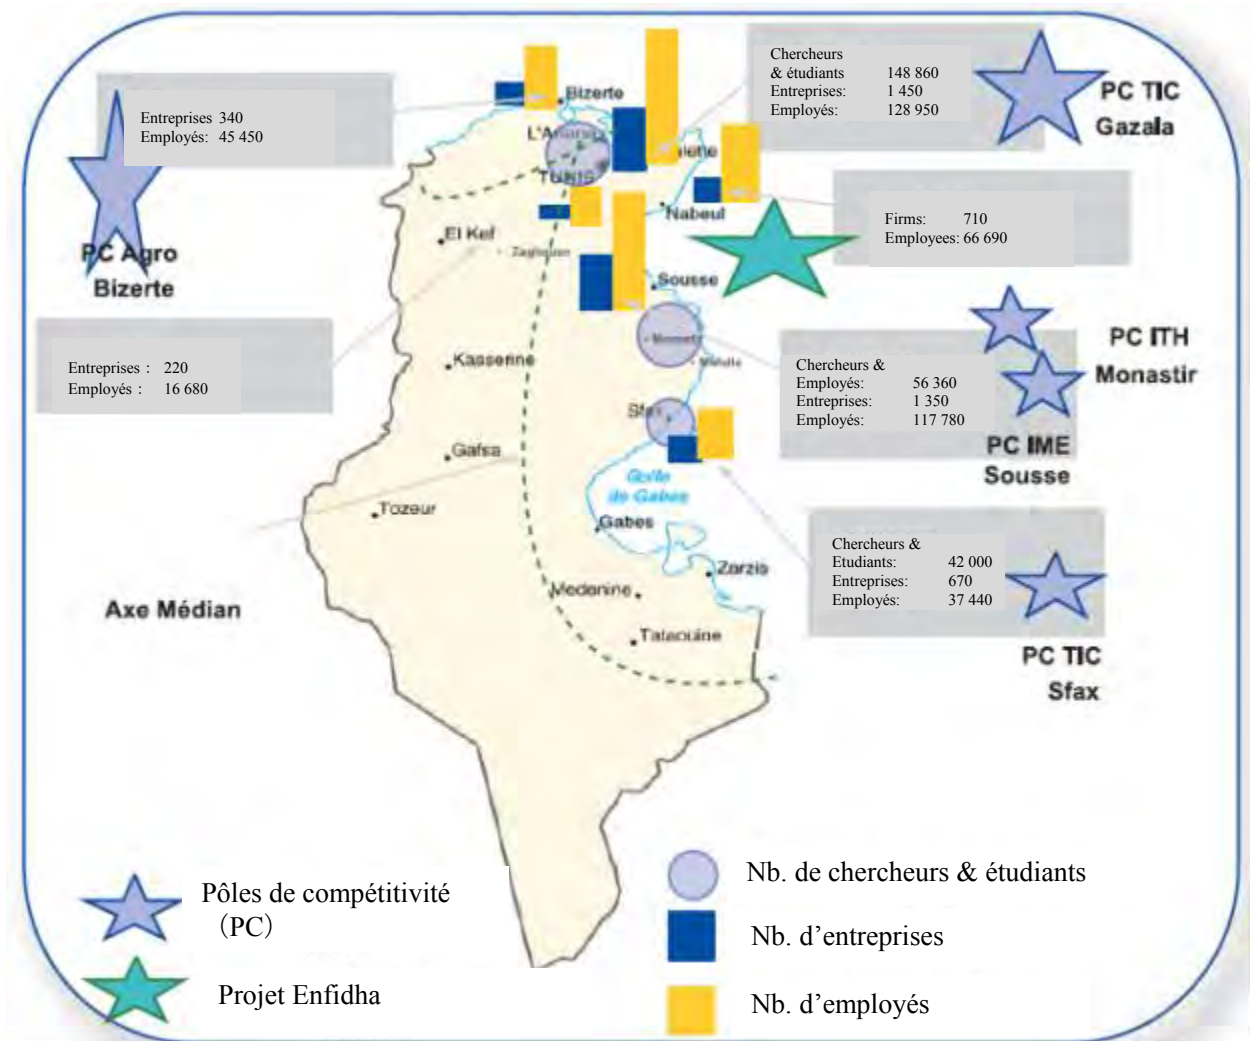 Chercheurs
& étudiants 148 860
Entreprises: 1 450
Employés: 128 950
PC TIC
Gazala
Entreprises 340
Employés: 45 450
PC Agro
Bizerte
Bizerte
TUNIS
Nabeul
El Kef
Firms: 710
Employees: 66 690
Sousse
Entreprises : 220
Employés : 16 680
Kasserine
Chercheurs &
Employés: 56 360
Entreprises: 1 350
Employés: 117 780
PC ITH
Monastir
PC IME
Sousse
Gafsa
Golfe
de Gabes
Tozeur
Gabes
Zarzis
Medenine
Tataouine
Axe Médian
Chercheurs &
Etudiants: 42 000
Entreprises: 670
Employés: 37 440
PC TIC
Sfax
Pôles de compétitivité
(PC)
Projet Enfidha
Nb. de chercheurs & étudiants
Nb. d’entreprises
Nb. d’employés